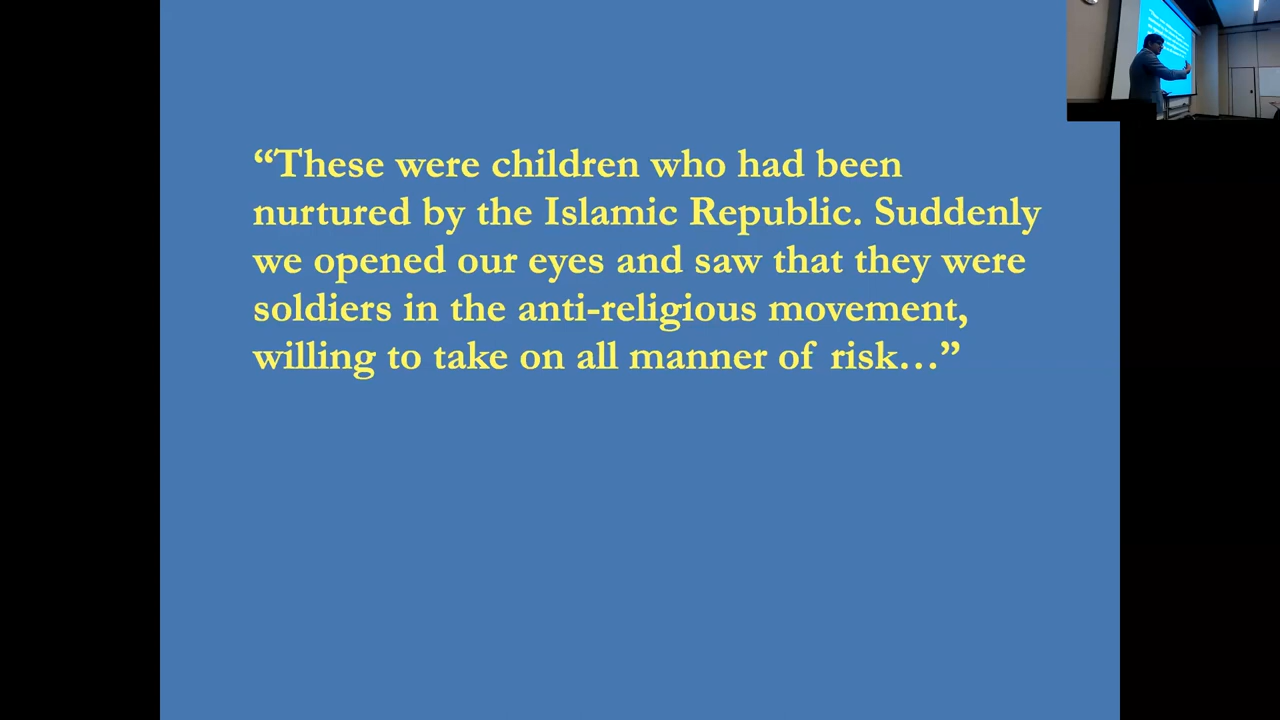 “These were children who had been
nurtured by the Islamic Republic. Suddenly
we opened our eyes and saw that they were
soldiers in the anti-religious movement,
willing to take on all manner of risk…”